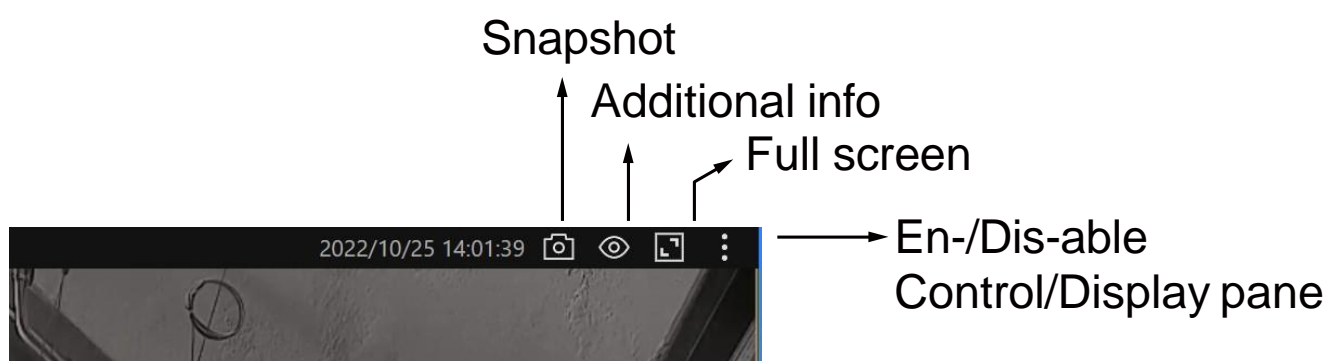 Snapshot
Additional info
Full screen
2022/10/25 14:01:39
En-/Dis-able
Control/Display pane